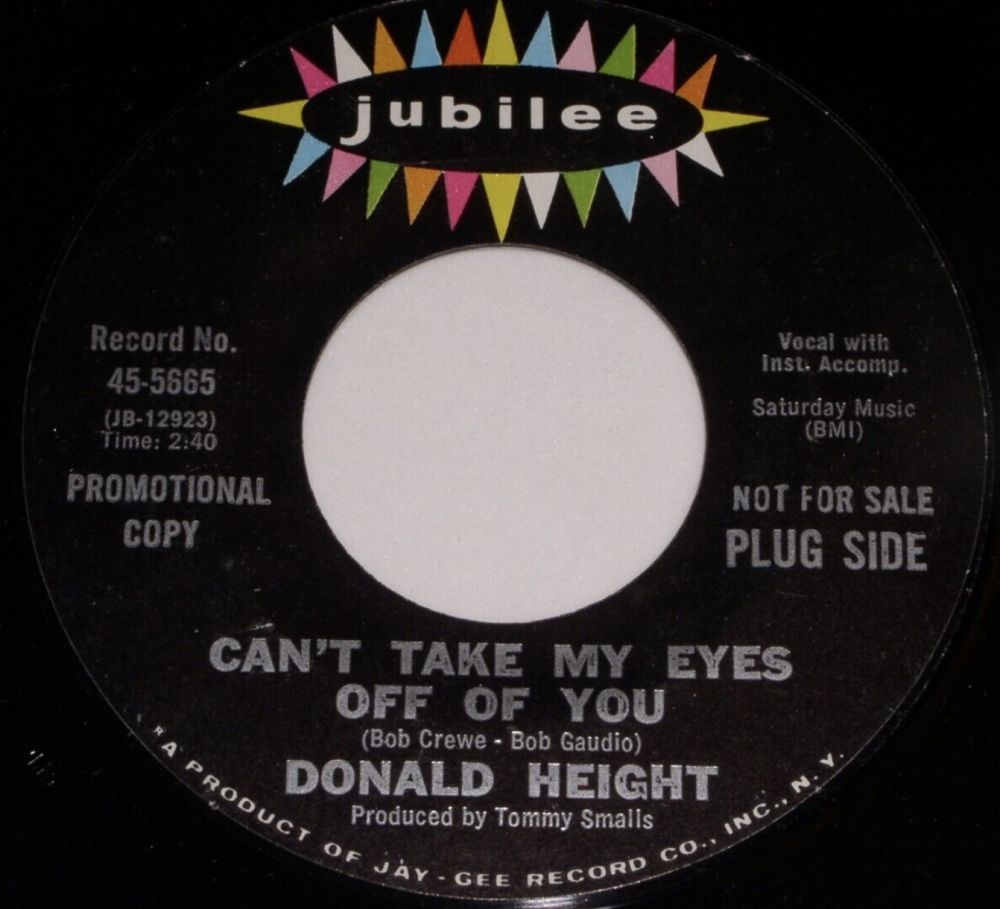 jubilee
Record No.
45-5665
(JB-12923)
Time: 2:40
PROMOTIONAL
COPY
Vocal with
Inst. Accomp.
Saturday Music
(BMI)
NOT FOR SALE
PLUG SIDE
CAN'T TAKE MY EYES
OFF OF YOU
(Bob Crewe - Bob Gaudio)
DONALD HEIGHT
Produced by Tommy Smalls
R A PRODUCT OF JAY-GEE RECORD CO., INC., N. Y.